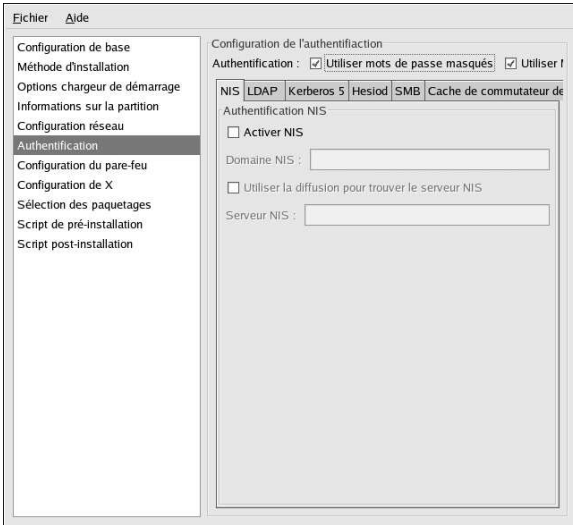 Fichier Aide
Configuration de base
Méthode d'installation
Options chargeur de démarrage
Informations sur la partition
Configuration réseau
Authentification
Configuration du pare-feu
Configuration de X
Sélection des paquetages
Script de pré-installation
Script post-installation
Configuration de l'authentifiaction
Authentification : Utiliser mots de passe masqués Utiliser
NIS LDAP Kerberos 5 Hesiod SMB Cache de commutateur de
Authentification NIS
Activer NIS
Domaine NIS :
Utiliser la diffusion pour trouver le serveur NIS
Serveur NIS :